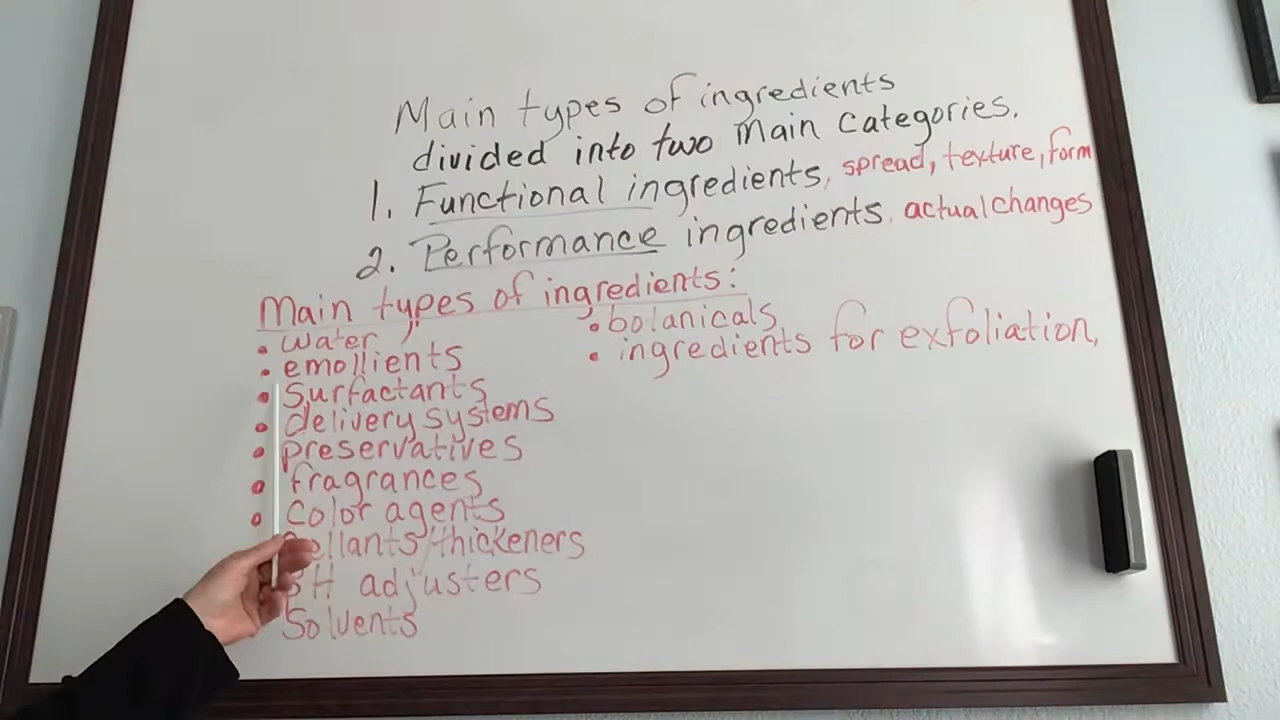 Main types of ingredients
divided into two main categories.
1. Functional ingredients, spread, texture, form
2. Performance ingredients. actual changes
Main types of ingredients:
• water
• emollients
• surfactants
• delivery systems
• preservatives
• fragrances
• color agents
thickeners
adjusters
Solvents
• botanicals
• ingredients for exfoliation,